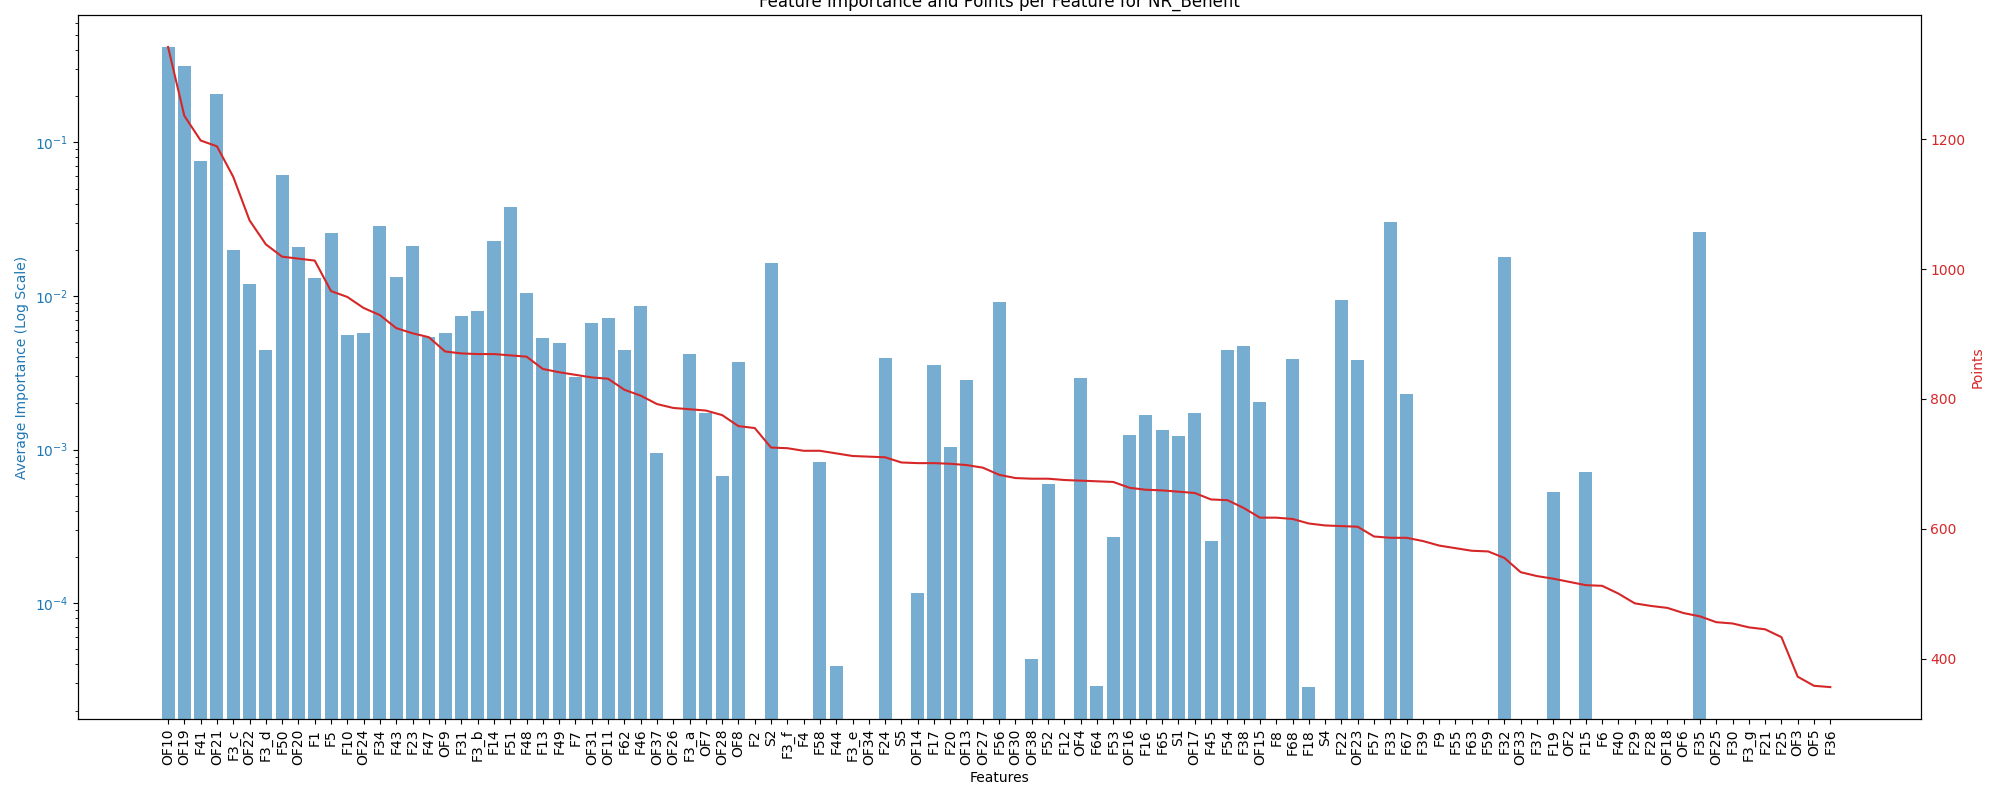 Feature Importance and Points per Feature for NR_Benefit
Average Importance (Log Scale)
10⁻¹
10⁻²
10⁻³
10⁻⁴
1200
1000
800
600
400
Points
OF10 OF19 F41 OF21 F3_c OF22 F3_d F50 OF20 F1 F5 F10 OF24 F34 F43 F23 F47 OF9 F31 F3_b F14 F51 F48 F13 F49 F7 OF31 OF11 F62 F46 OF37 OF26 F3_a OF7 OF28 OF8 F2 S2 F3_f F4 F58 F44 F3_e OF34 F24 S5 OF14 F17 F20 OF13 OF27 F56 OF30 OF38 F52 F12 OF4 F64 F53 OF16 F16 F65 S1 OF17 F45 F54 F38 OF15 F8 F68 F18 S4 F22 OF23 F57 F33 F67 F39 F9 F55 F63 F59 F32 OF33 F37 F19 OF2 F15 F6 F40 F29 F28 OF18 OF6 F35 OF25 F30 F3_g F21 F25 OF3 OF5 F36
Features